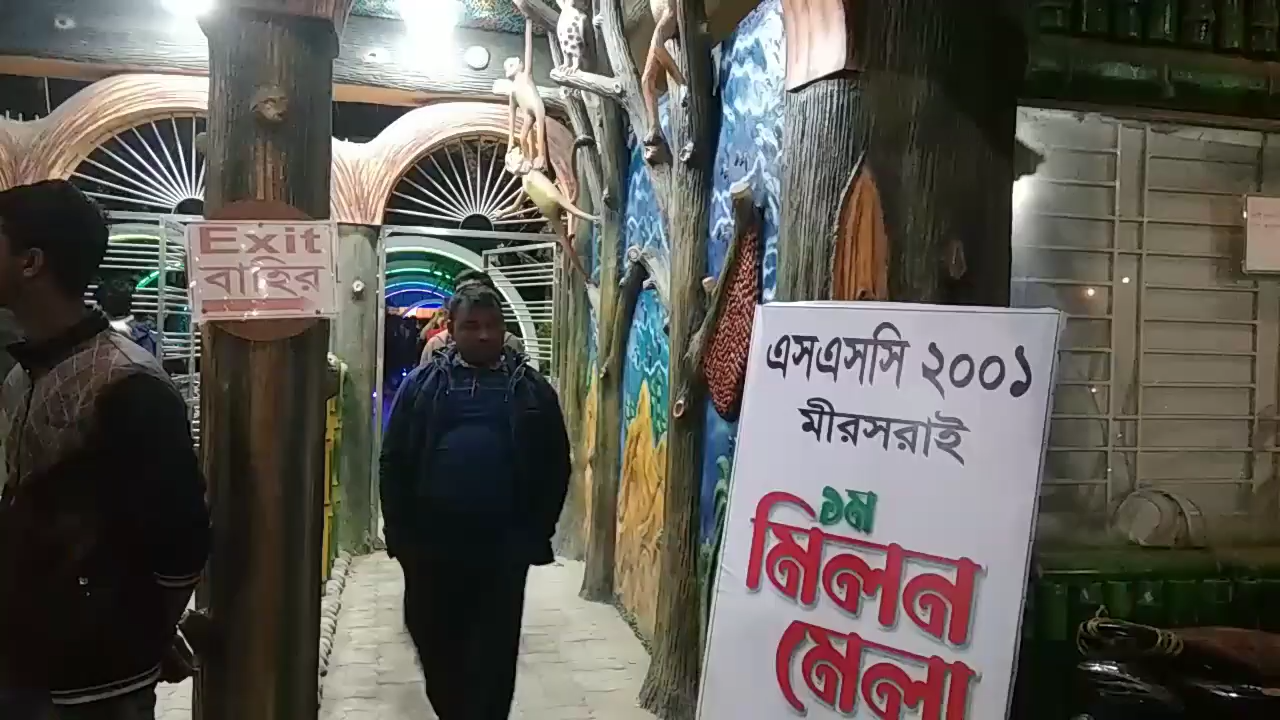 Exit
বাহির
এসএসসি ২০০১
মীরসরাই
১ম
মিলন
মেলা